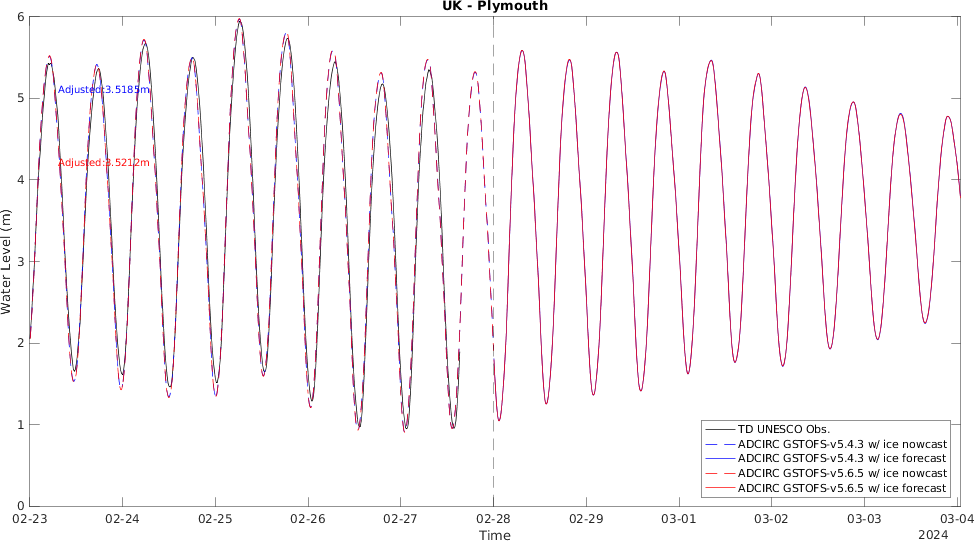 UK - Plymouth
6
5
4
3
2
1
0
Water Level (m)
Adjusted:3.5185m
Adjusted:3.5212m
TD UNESCO Obs.
ADCIRC GSTOFS-v5.4.3 w/ ice nowcast
ADCIRC GSTOFS-v5.4.3 w/ ice forecast
ADCIRC GSTOFS-v5.6.5 w/ ice nowcast
ADCIRC GSTOFS-v5.6.5 w/ ice forecast
02-23 02-24 02-25 02-26 02-27 02-28 02-29 03-01 03-02 03-03 03-04
Time
2024